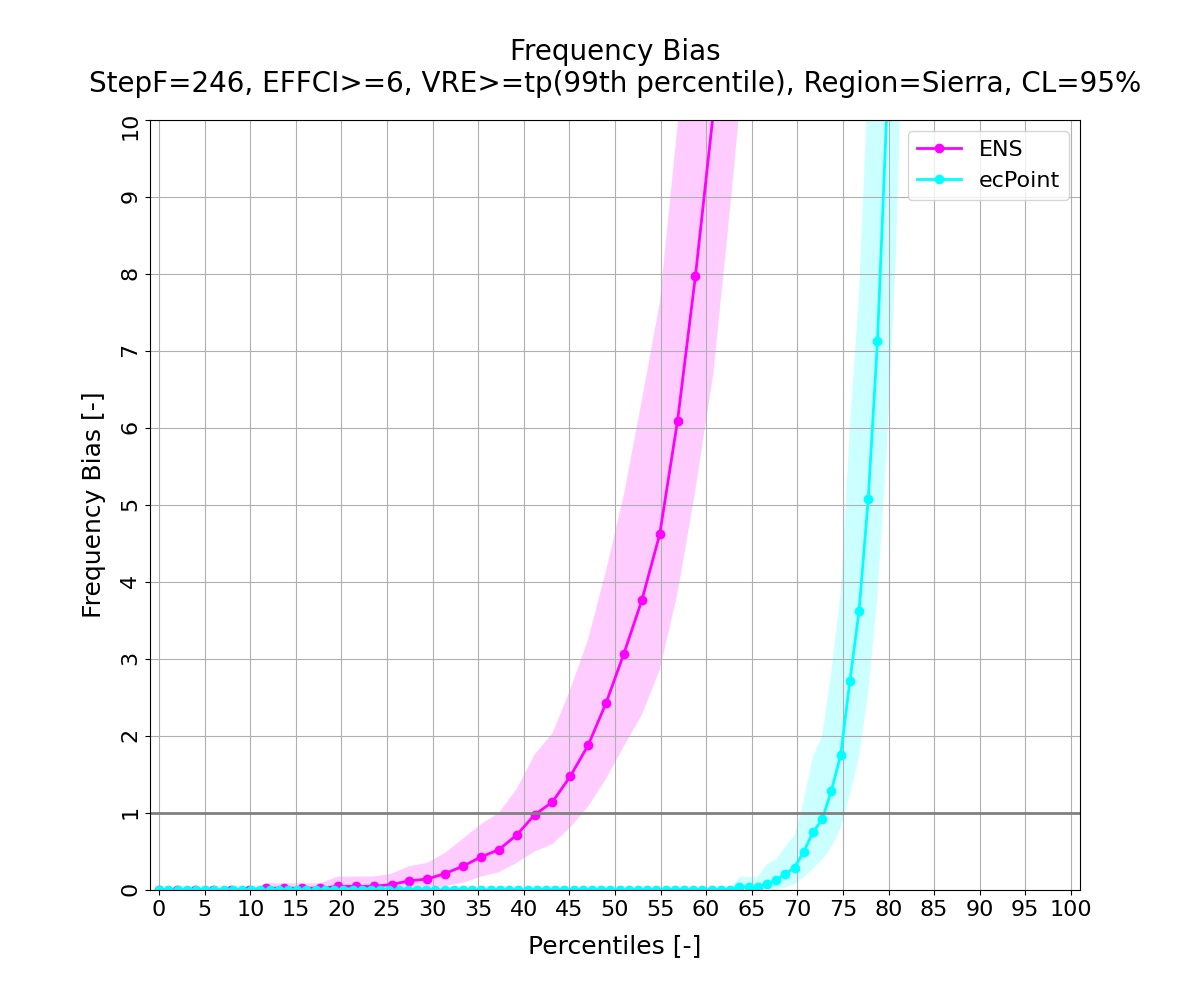 Frequency Bias
StepF=246, EFFCI>=6, VRE>=tp(99th percentile), Region=Sierra, CL=95%
ENS
ecPoint
Frequency Bias [-]
10
9
8
7
6
5
4
3
2
1
0
0 5 10 15 20 25 30 35 40 45 50 55 60 65 70 75 80 85 90 95 100
Percentiles [-]